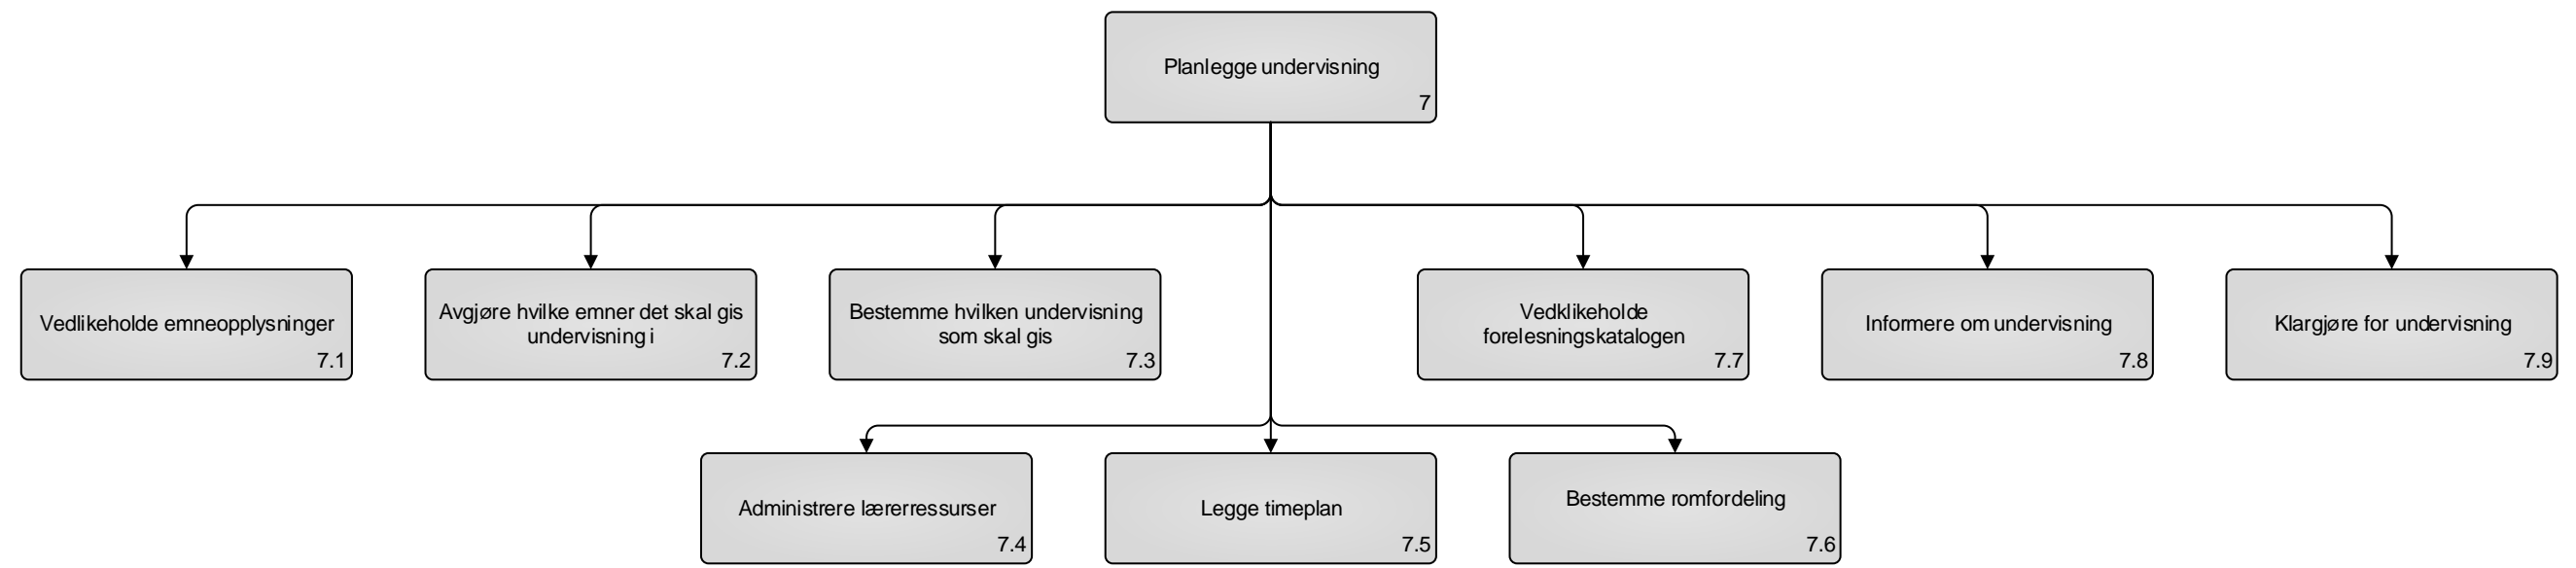 Planlegge undervisning
7
Vedlikeholde emneopplysninger
7.1
Avgjøre hvilke emner det skal gis
undervisning i
7.2
Bestemme hvilken undervisning
som skal gis
7.3
Vedklikeholde
forelesningskatalogen
7.7
Informere om undervisning
7.8
Klargjøre for undervisning
7.9
Administrere lærerressurser
7.4
Legge timeplan
7.5
Bestemme romfordeling
7.6